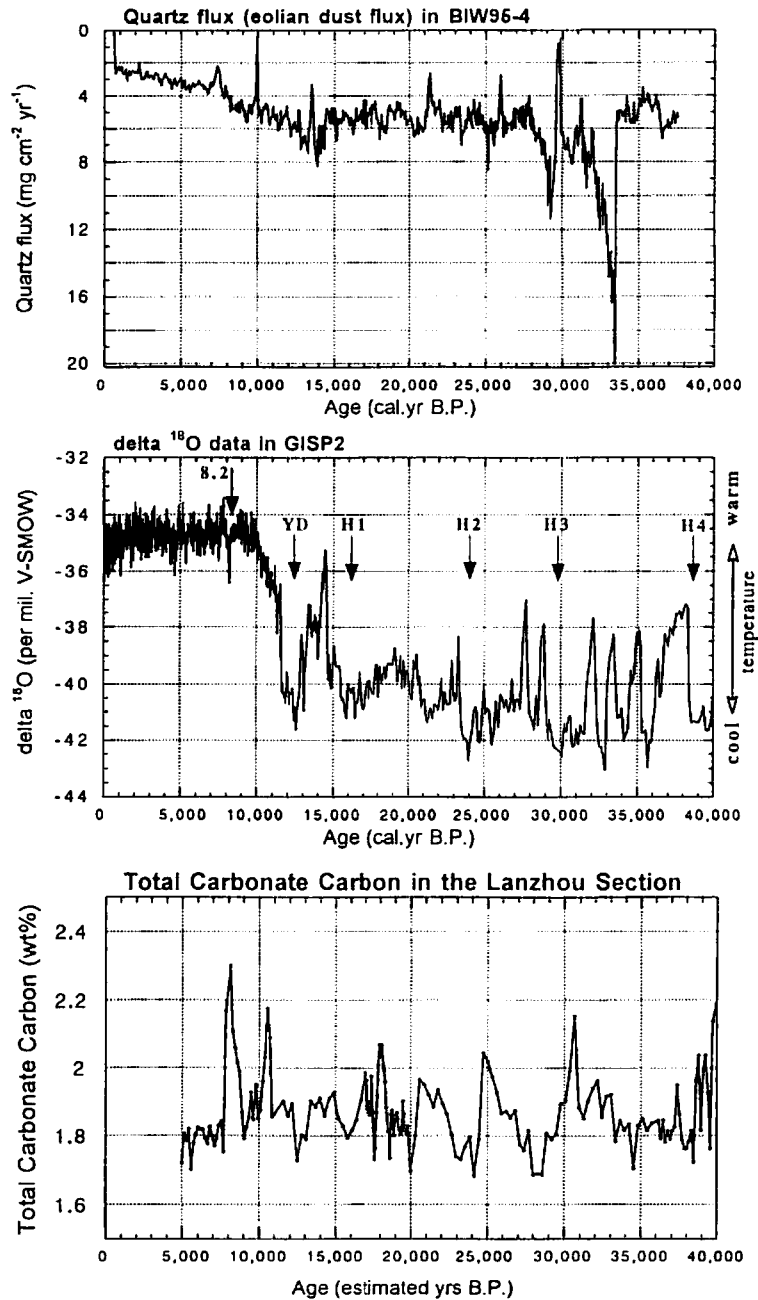 Quartz flux (eolian dust flux) in BIW95-4
Quartz flux (mg cm⁻² yr⁻¹)
0
4
8
12
16
20
0 5,000 10,000 15,000 20,000 25,000 30,000 35,000 40,000
Age (cal.yr B.P.)
delta ¹⁸O data in GISP2
delta ¹⁸O (per mil. V-SMOW)
-32
-34
-36
-38
-40
-42
-44
8.2
YD
H1
H2
H3
H4
warm
temperature
cool
0 5,000 10,000 15,000 20,000 25,000 30,000 35,000 40,000
Age (cal.yr B.P.)
Total Carbonate Carbon in the Lanzhou Section
Total Carbonate Carbon (wt%)
2.4
2.2
2
1.8
1.6
0 5,000 10,000 15,000 20,000 25,000 30,000 35,000 40,000
Age (estimated yrs B.P.)